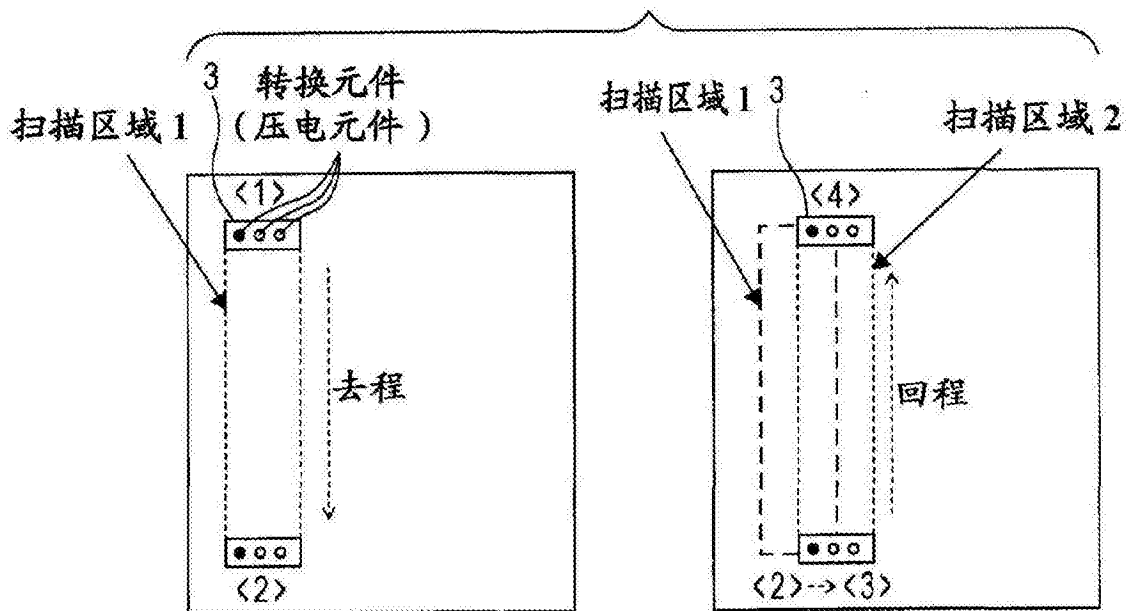 3 转换元件
扫描区域 1 （压电元件）
<1>
去程
<2>
扫描区域 1 3
扫描区域 2
<4>
回程
<2>--><3>